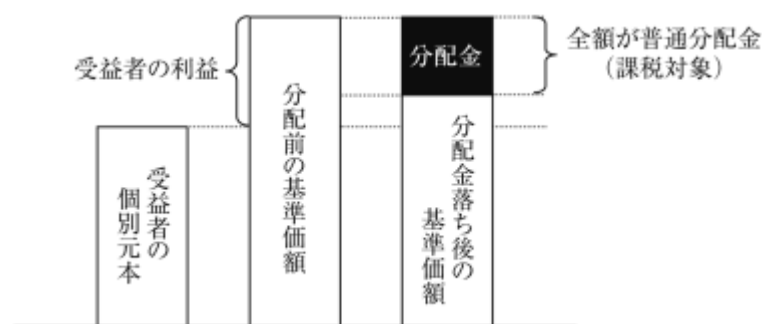 受益者の利益
分配金
全額が普通分配金
(課税対象)
受益者の
個別元本
分配前の基準価額
分配金落ち後の
基準価額